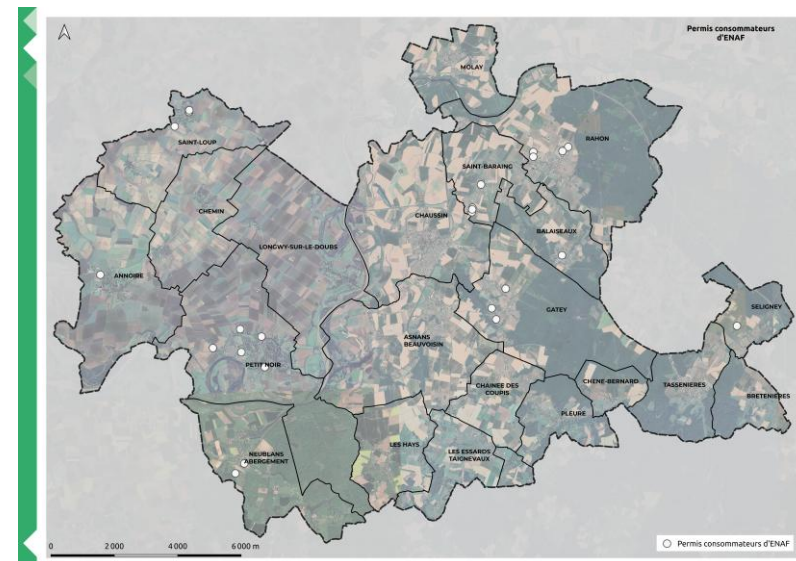 Permis consommateurs
d'ENAF
MOLAY
SAINT-LOUP
RAHON
SAINT-BARAING
CHEMIN
CHAUSSIN
BALAISEAUX
LONGWY-SUR-LE-DOUBS
ANNOIRE
SELIGNEY
GATEY
ASNANS
BEAUVOISIN
PETIT NOIR
CHENE-BERNARD
TASSENIERES
CHAINEE DES
COUPIS
BRETENIERES
PLEURE
LES HAYS
NEUBLANS
ABERGEMENT
LES ESSARDS
TAIGNEVAUX
Permis consommateurs d'ENAF
0 2 000 4 000 6 000 m